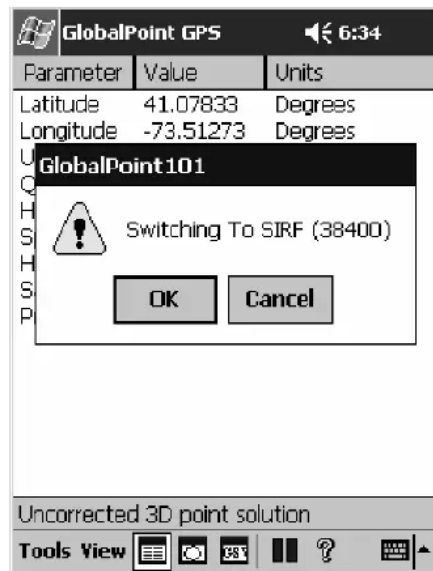 GlobalPoint GPS 6:34
Parameter Value Units
Latitude 41.07833 Degrees
Longitude -73.51273 Degrees
GlobalPoint101
Switching To SIRF (38400)
OK Cancel
Uncorrected 3D point solution
Tools View